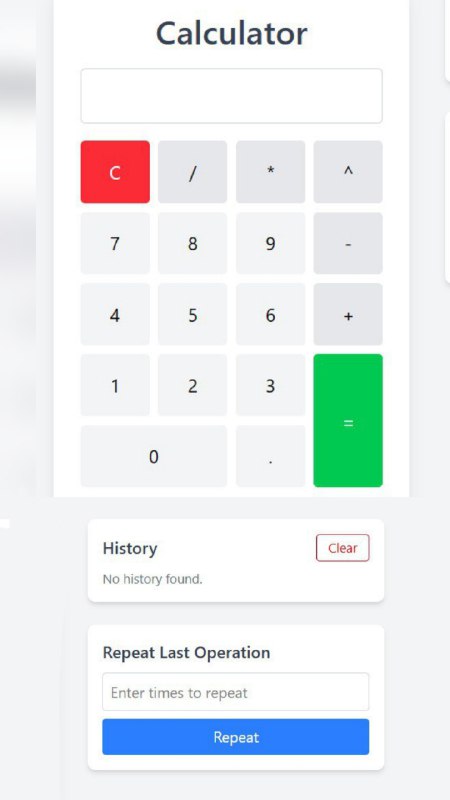 Calculator
C / * ^
7 8 9 -
4 5 6 +
1 2 3 =
0 .
History Clear
No history found.
Repeat Last Operation
Enter times to repeat
Repeat